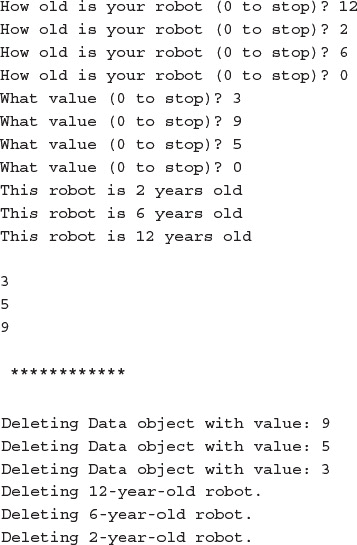 How old is your robot (0 to stop)? 12
How old is your robot (0 to stop)? 2
How old is your robot (0 to stop)? 6
How old is your robot (0 to stop)? 0
What value (0 to stop)? 3
What value (0 to stop)? 9
What value (0 to stop)? 5
What value (0 to stop)? 0
This robot is 2 years old
This robot is 6 years old
This robot is 12 years old
3
5
9
************
Deleting Data object with value: 9
Deleting Data object with value: 5
Deleting Data object with value: 3
Deleting 12-year-old robot.
Deleting 6-year-old robot.
Deleting 2-year-old robot.